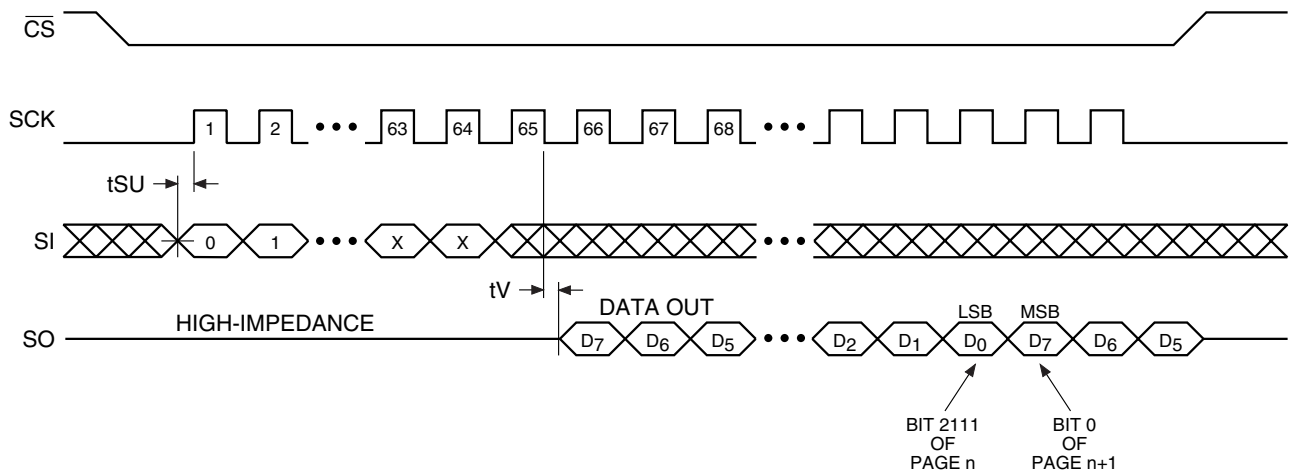 CS
SCK
1 2 ••• 63 64 65 66 67 68 •••
tSU
SI
0 1 ••• X X •••
tV
HIGH-IMPEDANCE
DATA OUT
LSB MSB
SO
D7 D6 D5 ••• D2 D1 D0 D7 D6 D5
BIT 2111
OF
PAGE n
BIT 0
OF
PAGE n+1